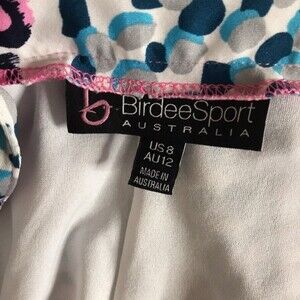 BirdeeSport
AUSTRALIA
US 8
AU 12
MADE IN
AUSTRALIA